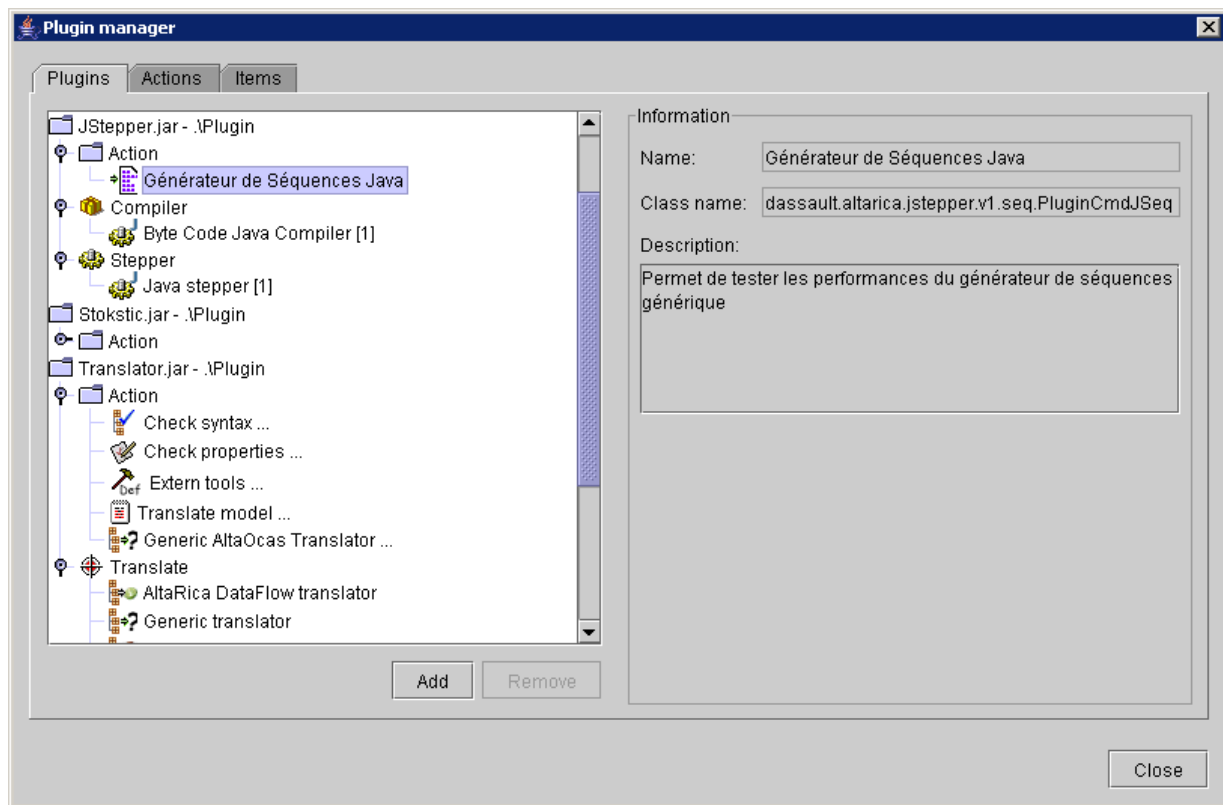 Plugin manager
Plugins Actions Items
JStepper.jar - .\Plugin
Action
Générateur de Séquences Java
Compiler
Byte Code Java Compiler [1]
Stepper
Java stepper [1]
Stokstic.jar - .\Plugin
Action
Translator.jar - .\Plugin
Action
Check syntax ...
Check properties ...
Def Extern tools ...
Translate model ...
Generic AltaOcas Translator ...
Translate
AltaRica DataFlow translator
Generic translator
Add Remove
Information
Name: Générateur de Séquences Java
Class name: dassault.altarica.jstepper.v1.seq.PluginCmdJSeq
Description:
Permet de tester les performances du générateur de séquences
générique
Close